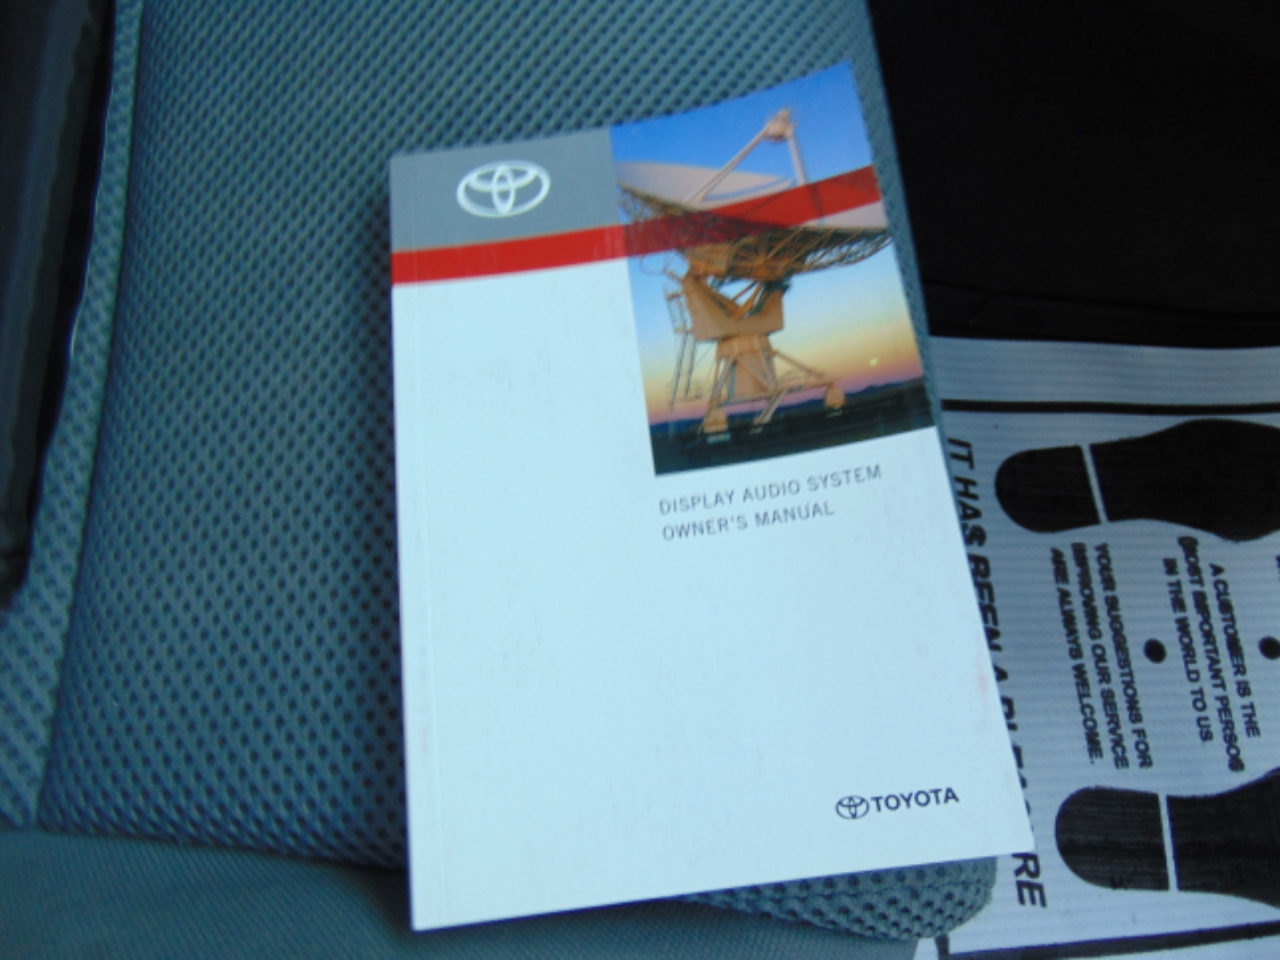 DISPLAY AUDIO SYSTEM
OWNER'S MANUAL
TOYOTA
IT HAS BEEN A PLEASURE
YOUR SUGGESTIONS FOR
IMPROVING OUR SERVICE
ARE ALWAYS WELCOME.
A CUSTOMER IS THE
MOST IMPORTANT PERSON
IN THE WORLD TO US